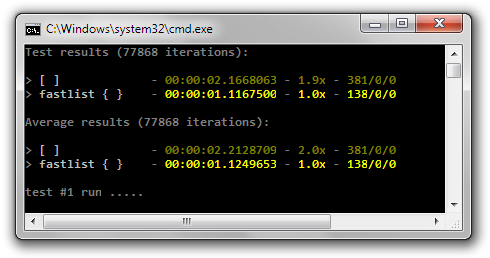 C:\Windows\system32\cmd.exe
Test results (77868 iterations):
> [ ] - 00:00:02.1668063 - 1.9x - 381/0/0
> fastlist { } - 00:00:01.1167500 - 1.0x - 138/0/0
Average results (77868 iterations):
> [ ] - 00:00:02.2128709 - 2.0x - 381/0/0
> fastlist { } - 00:00:01.1249653 - 1.0x - 138/0/0
test #1 run .....